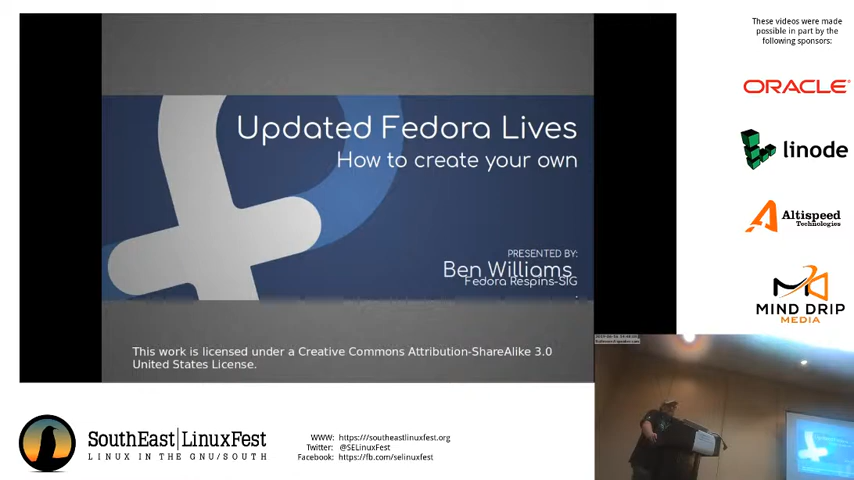 These videos were made
possible in part by the
following sponsors:
ORACLE
linode
Altispeed
Technologies
MIND DRIP
MEDIA
Updated Fedora Lives
How to create your own
PRESENTED BY:
Ben Williams
Fedora Respins-SIG
This work is licensed under a Creative Commons Attribution-ShareAlike 3.0
United States License.
SouthEast|LinuxFest
LINUX IN THE GNU/SOUTH
WWW: https://southeastlinuxfest.org
Twitter: @SELinuxFest
Facebook: https://fb.com/selinuxfest